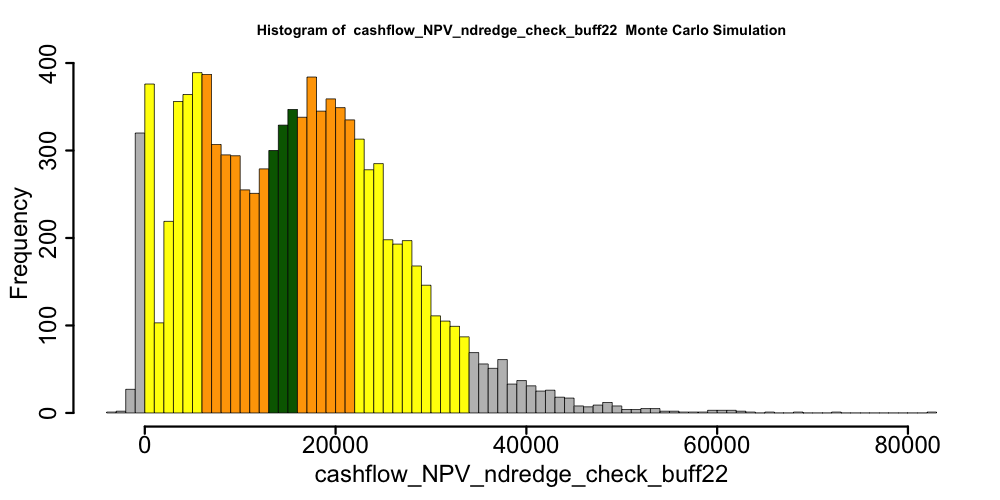 Histogram of  cashflow_NPV_ndredge_check_buff22  Monte Carlo Simulation
Frequency
400
300
200
100
0
0 20000 40000 60000 80000
cashflow_NPV_ndredge_check_buff22